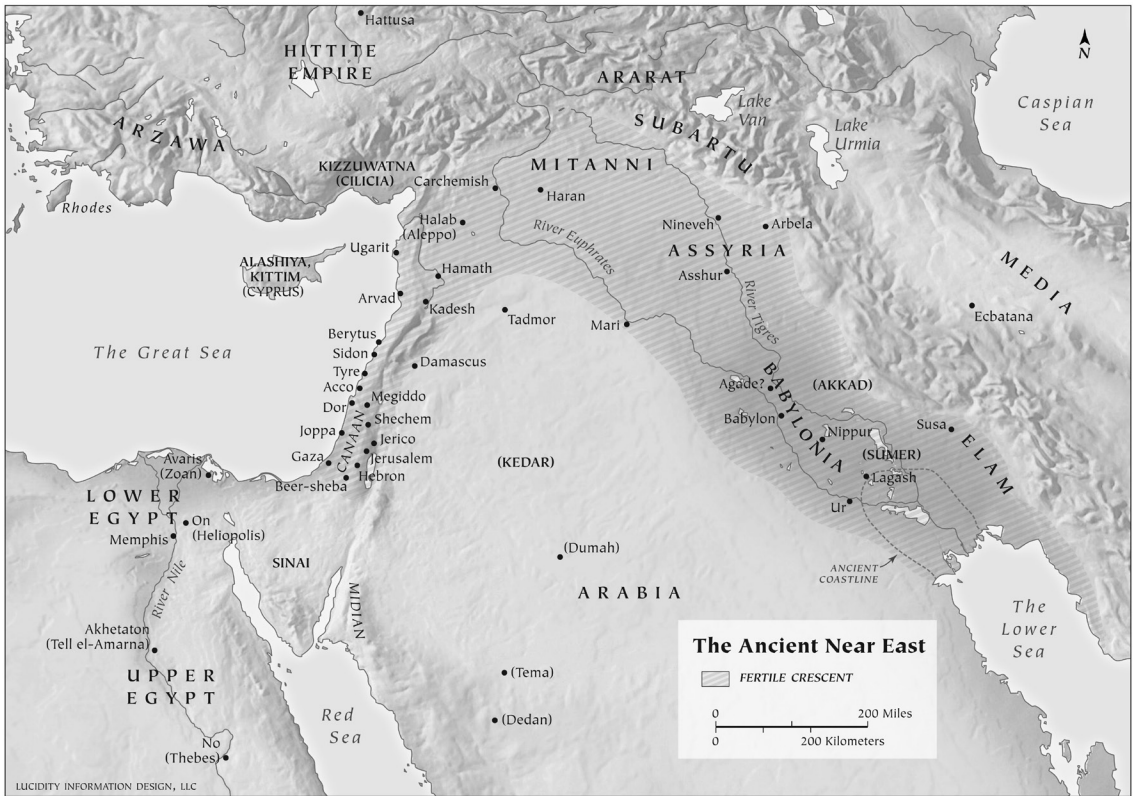 Hattusa
HITTITE
EMPIRE
ARARAT
N
Caspian
Sea
Lake
Van
SUBARTU
Lake
Urmia
ARZAWA
KIZZUWATNA
(CILICIA)
MITANNI
Carchemish
Haran
Rhodes
Halab
(Aleppo)
River Euphrates
Nineveh
Arbela
Ugarit
ASSYRIA
ALASHIYA,
KITTIM
(CYPRUS)
Hamath
Asshur
MEDIA
Arvad
Kadesh
River Tigres
Tadmor
Ecbatana
Mari
Berytus
The Great Sea
Sidon
Damascus
Tyre
Acco
Agade?
BABYLONIA
(AKKAD)
Megiddo
Dor
Shechem
Babylon
Joppa
CANAAN
Jerico
Nippur
Susa
ELAM
Jerusalem
(SUMER)
Gaza
Avaris
(Zoan)
(KEDAR)
Hebron
Lagash
Beer-sheba
LOWER
EGYPT
Ur
On
(Heliopolis)
Memphis
(Dumah)
SINAI
ANCIENT
COASTLINE
River Nile
ARABIA
MIDIAN
The
Lower
Sea
Akhetaton
(Tell el-Amarna)
The Ancient Near East
UPPER
EGYPT
(Tema)
FERTILE CRESCENT
Red
Sea
(Dedan)
0
200 Miles
0
200 Kilometers
No
(Thebes)
LUCIDITY INFORMATION DESIGN, LLC